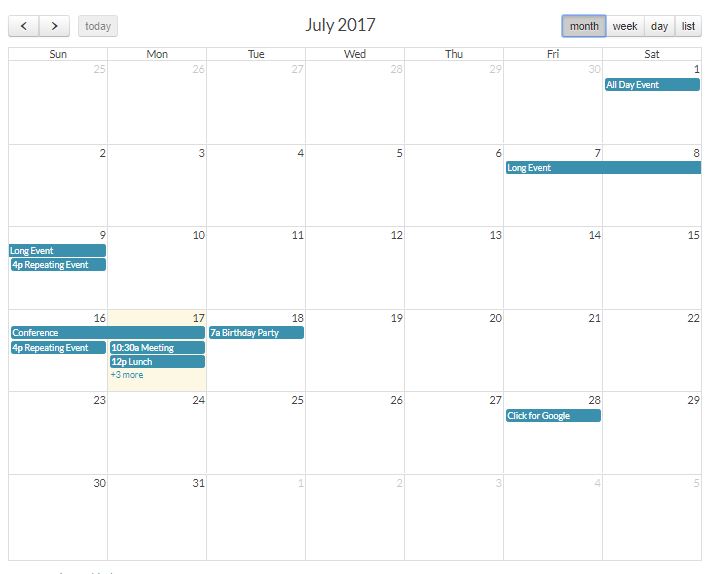 today
July 2017
month week day list
Sun Mon Tue Wed Thu Fri Sat
25 26 27 28 29 30 1
All Day Event
2 3 4 5 6 7 8
Long Event
9 10 11 12 13 14 15
Long Event
4p Repeating Event
16 17 18 19 20 21 22
Conference 7a Birthday Party
4p Repeating Event 10:30a Meeting
12p Lunch
+3 more
23 24 25 26 27 28 29
Click for Google
30 31 1 2 3 4 5